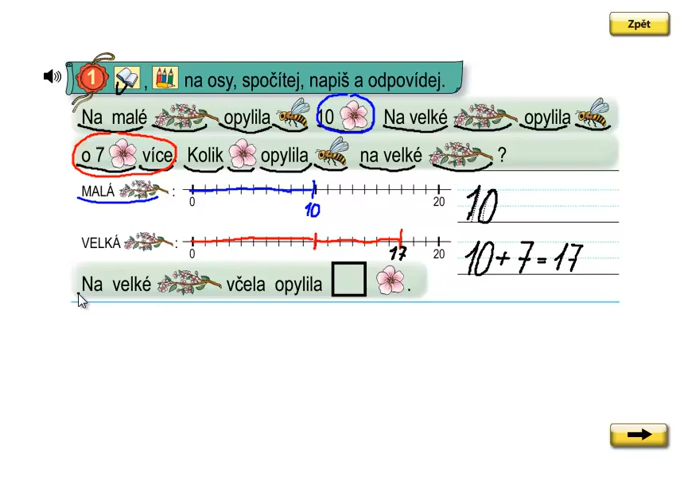 Zpět
1 , na osy, spočítej, napiš a odpovídej.
Na malé opylila 10 Na velké opylila
o 7 více. Kolik opylila na velké ?
MALÁ : 0 10 20 10
VELKÁ : 0 17 20 10+7=17
Na velké včela opylila .